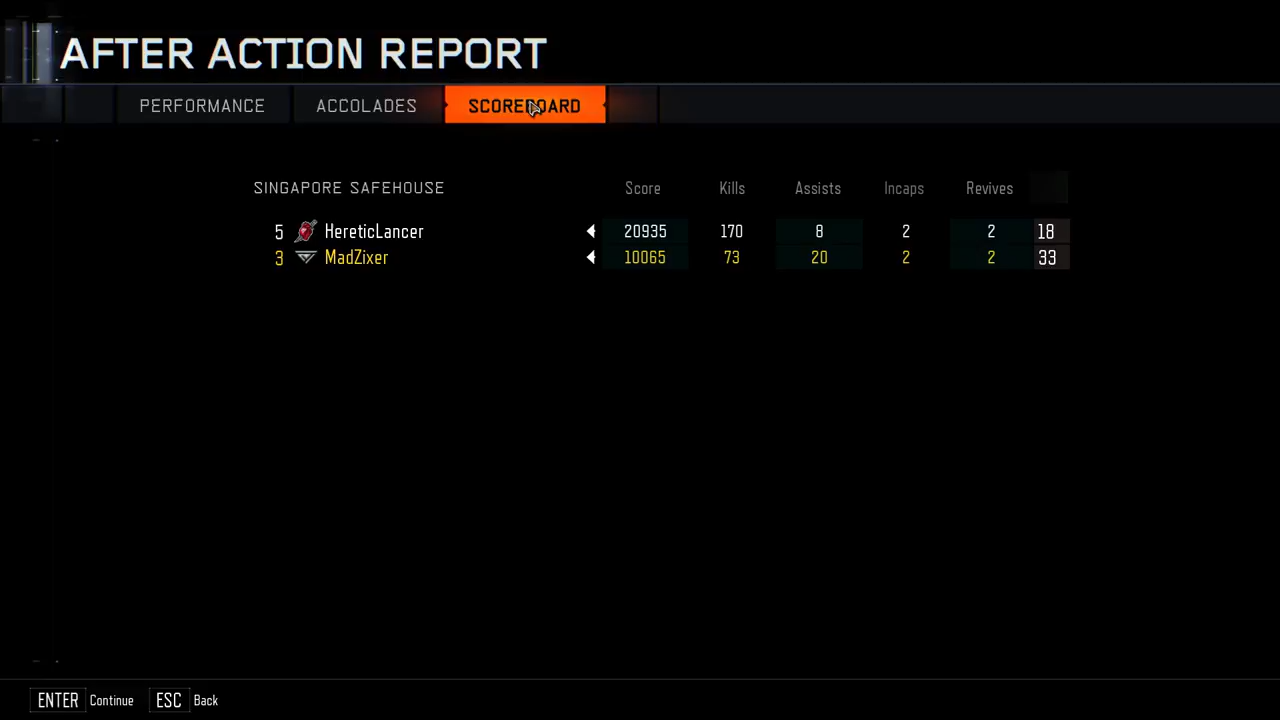 AFTER ACTION REPORT
PERFORMANCE ACCOLADES SCOREBOARD
SINGAPORE SAFEHOUSE Score Kills Assists Incaps Revives
5 HereticLancer 20935 170 8 2 2 18
3 MadZixer 10065 73 20 2 2 33
ENTER Continue ESC Back